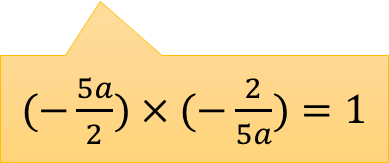 (−5a/2) × (−2/5a) = 1